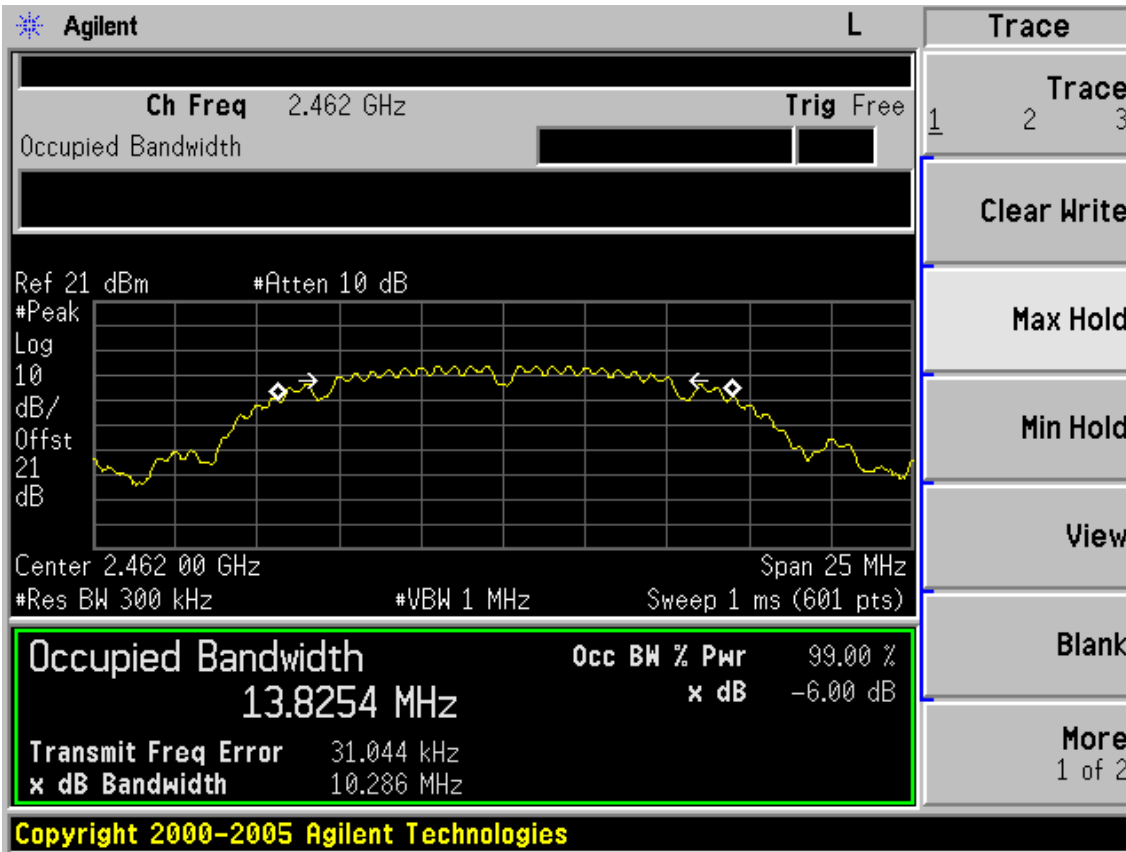 Agilent L Trace
Ch Freq 2.462 GHz Trig Free
Occupied Bandwidth
Trace
1 2 3
Clear Write
Max Hold
Min Hold
View
Blank
More
1 of 2
Ref 21 dBm #Atten 10 dB
#Peak
Log
10
dB/
Offst
21
dB
Center 2.462 00 GHz Span 25 MHz
#Res BW 300 kHz #VBW 1 MHz Sweep 1 ms (601 pts)
Occupied Bandwidth Occ BW % Pwr 99.00 %
13.8254 MHz x dB -6.00 dB
Transmit Freq Error 31.044 kHz
x dB Bandwidth 10.286 MHz
Copyright 2000-2005 Agilent Technologies